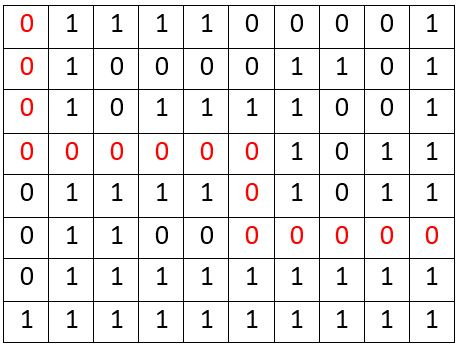 0 1 1 1 1 0 0 0 0 1
0 1 0 0 0 0 1 1 0 1
0 1 0 1 1 1 1 0 0 1
0 0 0 0 0 0 1 0 1 1
0 1 1 1 1 0 1 0 1 1
0 1 1 0 0 0 0 0 0 0
0 1 1 1 1 1 1 1 1 1
1 1 1 1 1 1 1 1 1 1